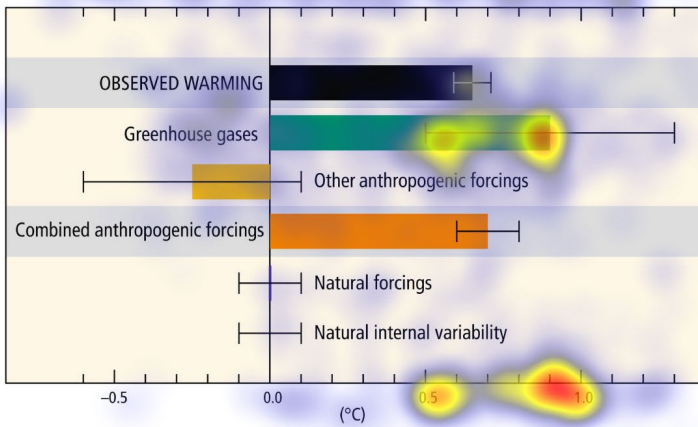 OBSERVED WARMING
Greenhouse gases
Other anthropogenic forcings
Combined anthropogenic forcings
Natural forcings
Natural internal variability
–0.5 0.0 0.5 1.0
(°C)